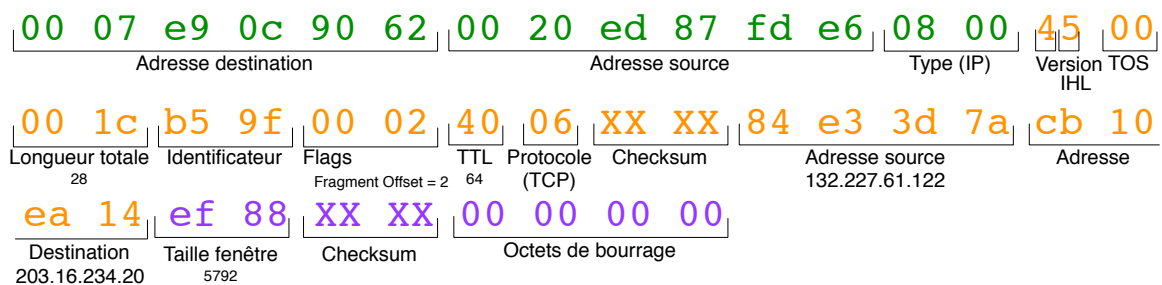 00 07 e9 0c 90 62 00 20 ed 87 fd e6 08 00 45 00
Adresse destination Adresse source Type (IP) Version TOS
IHL
00 1c b5 9f 00 02 40 06 XX XX 84 e3 3d 7a cb 10
Longueur totale Identificateur Flags TTL Protocole Checksum Adresse source Adresse
28 Fragment Offset = 2 64 (TCP) 132.227.61.122
ea 14 ef 88 XX XX 00 00 00 00
Destination Taille fenêtre Checksum Octets de bourrage
203.16.234.20 5792